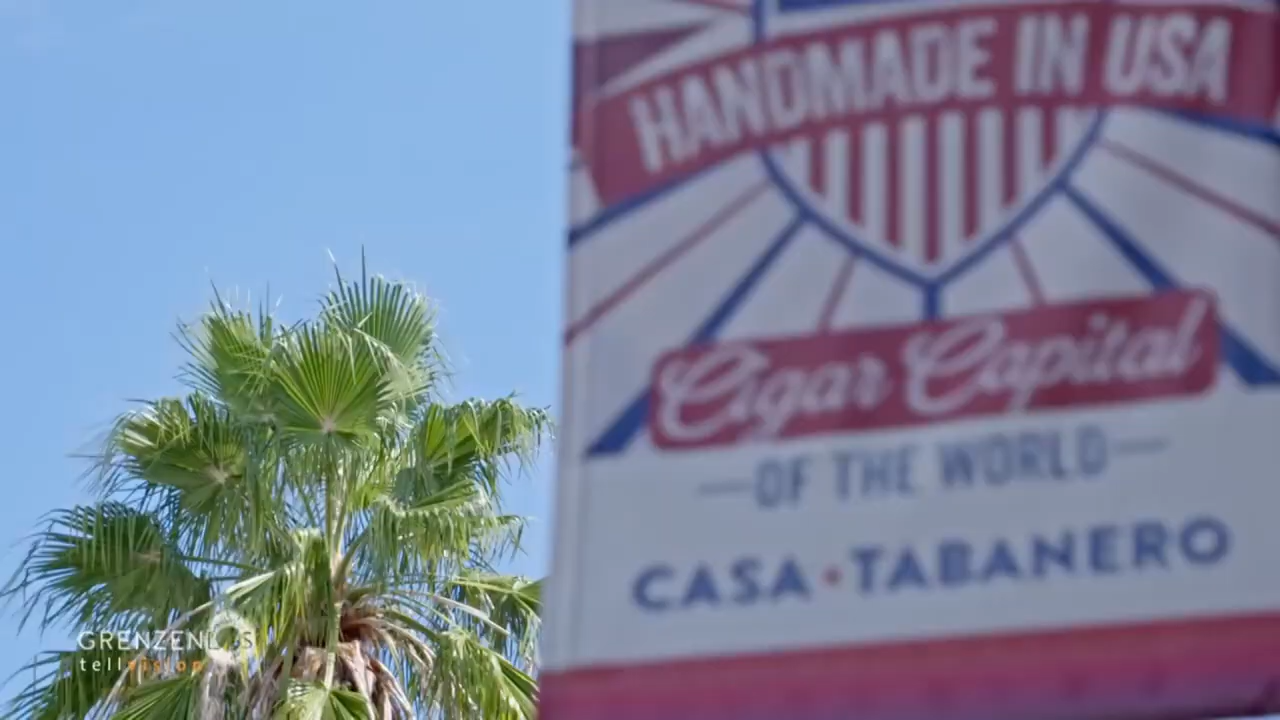 HANDMADE IN USA
Cigar Capital
OF THE WORLD
CASA • TABANERO
GRENZENLOS
tellvision